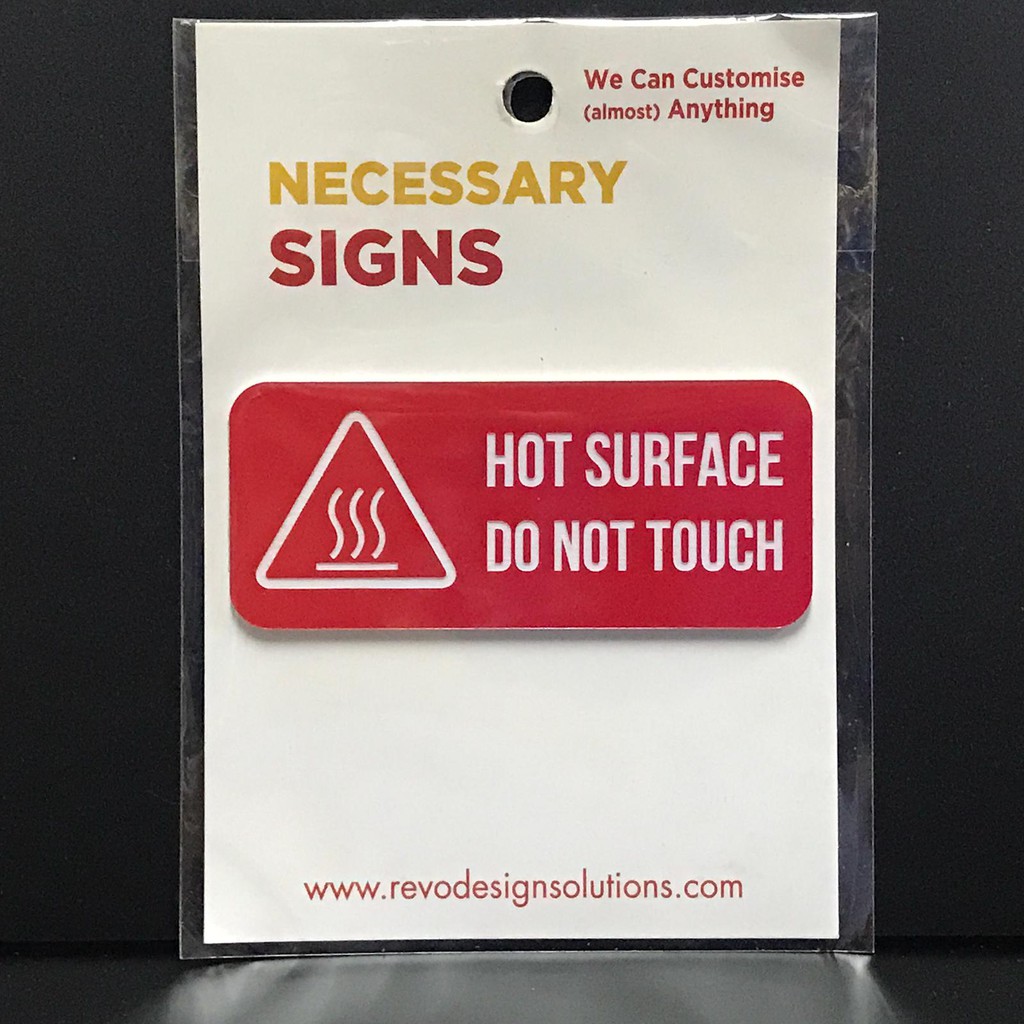 We Can Customise
(almost) Anything
NECESSARY
SIGNS
HOT SURFACE
DO NOT TOUCH
www.revodesignsolutions.com